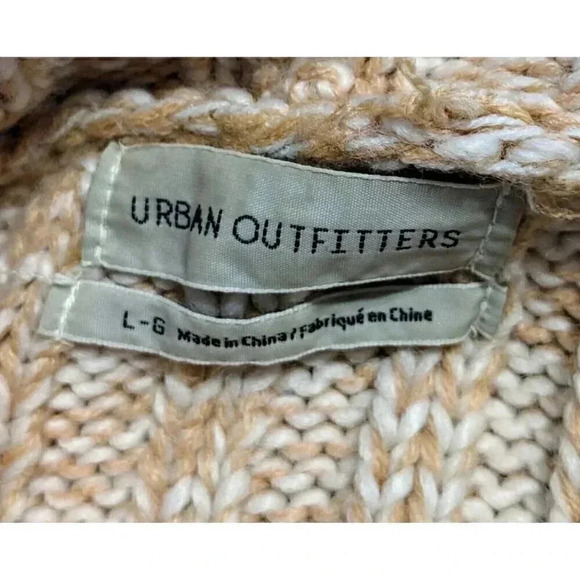 URBAN OUTFITTERS
L-G Made in China / Fabriqué en Chine